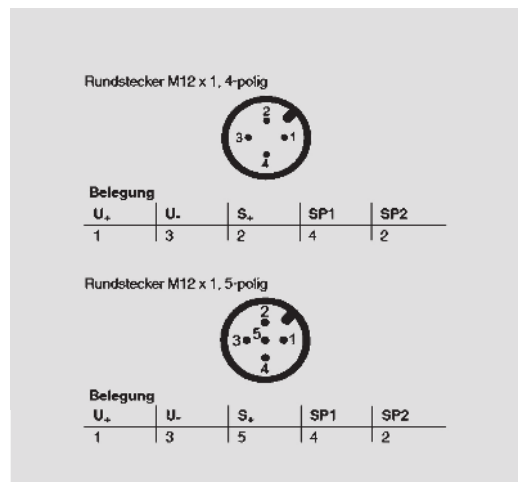 Rundstecker M12 x 1, 4-polig
2
3 1
4
Belegung
U+ U- S+ SP1 SP2
1 3 2 4 2
Rundstecker M12 x 1, 5-polig
2
3 5 1
4
Belegung
U+ U- S+ SP1 SP2
1 3 5 4 2